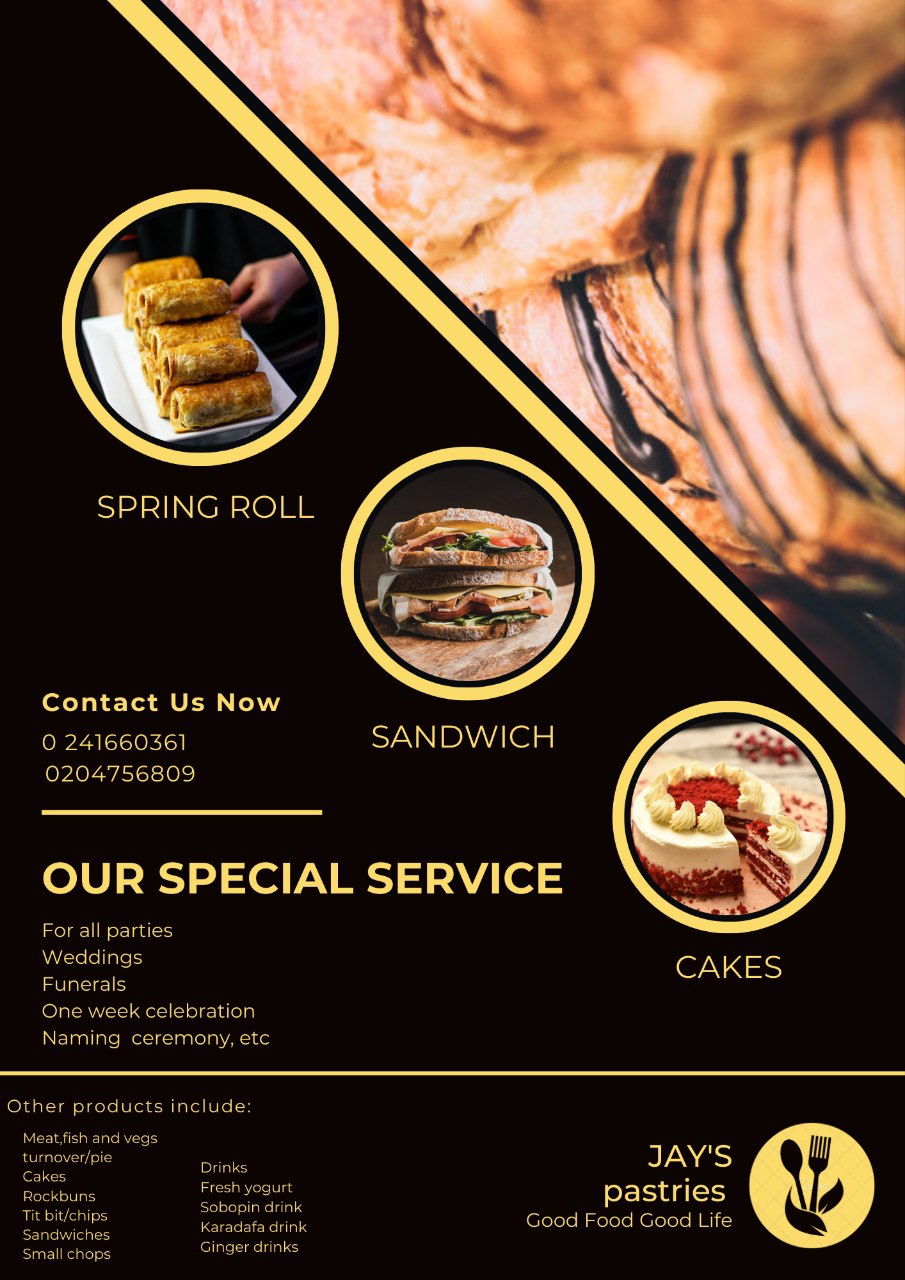 SPRING ROLL
SANDWICH
CAKES
Contact Us Now
0 241660361
0204756809
OUR SPECIAL SERVICE
For all parties
Weddings
Funerals
One week celebration
Naming  ceremony, etc
Other products include:
Meat,fish and vegs
turnover/pie
Cakes
Rockbuns
Tit bit/chips
Sandwiches
Small chops
Drinks
Fresh yogurt
Sobopin drink
Karadafa drink
Ginger drinks
JAY'S
pastries
Good Food Good Life